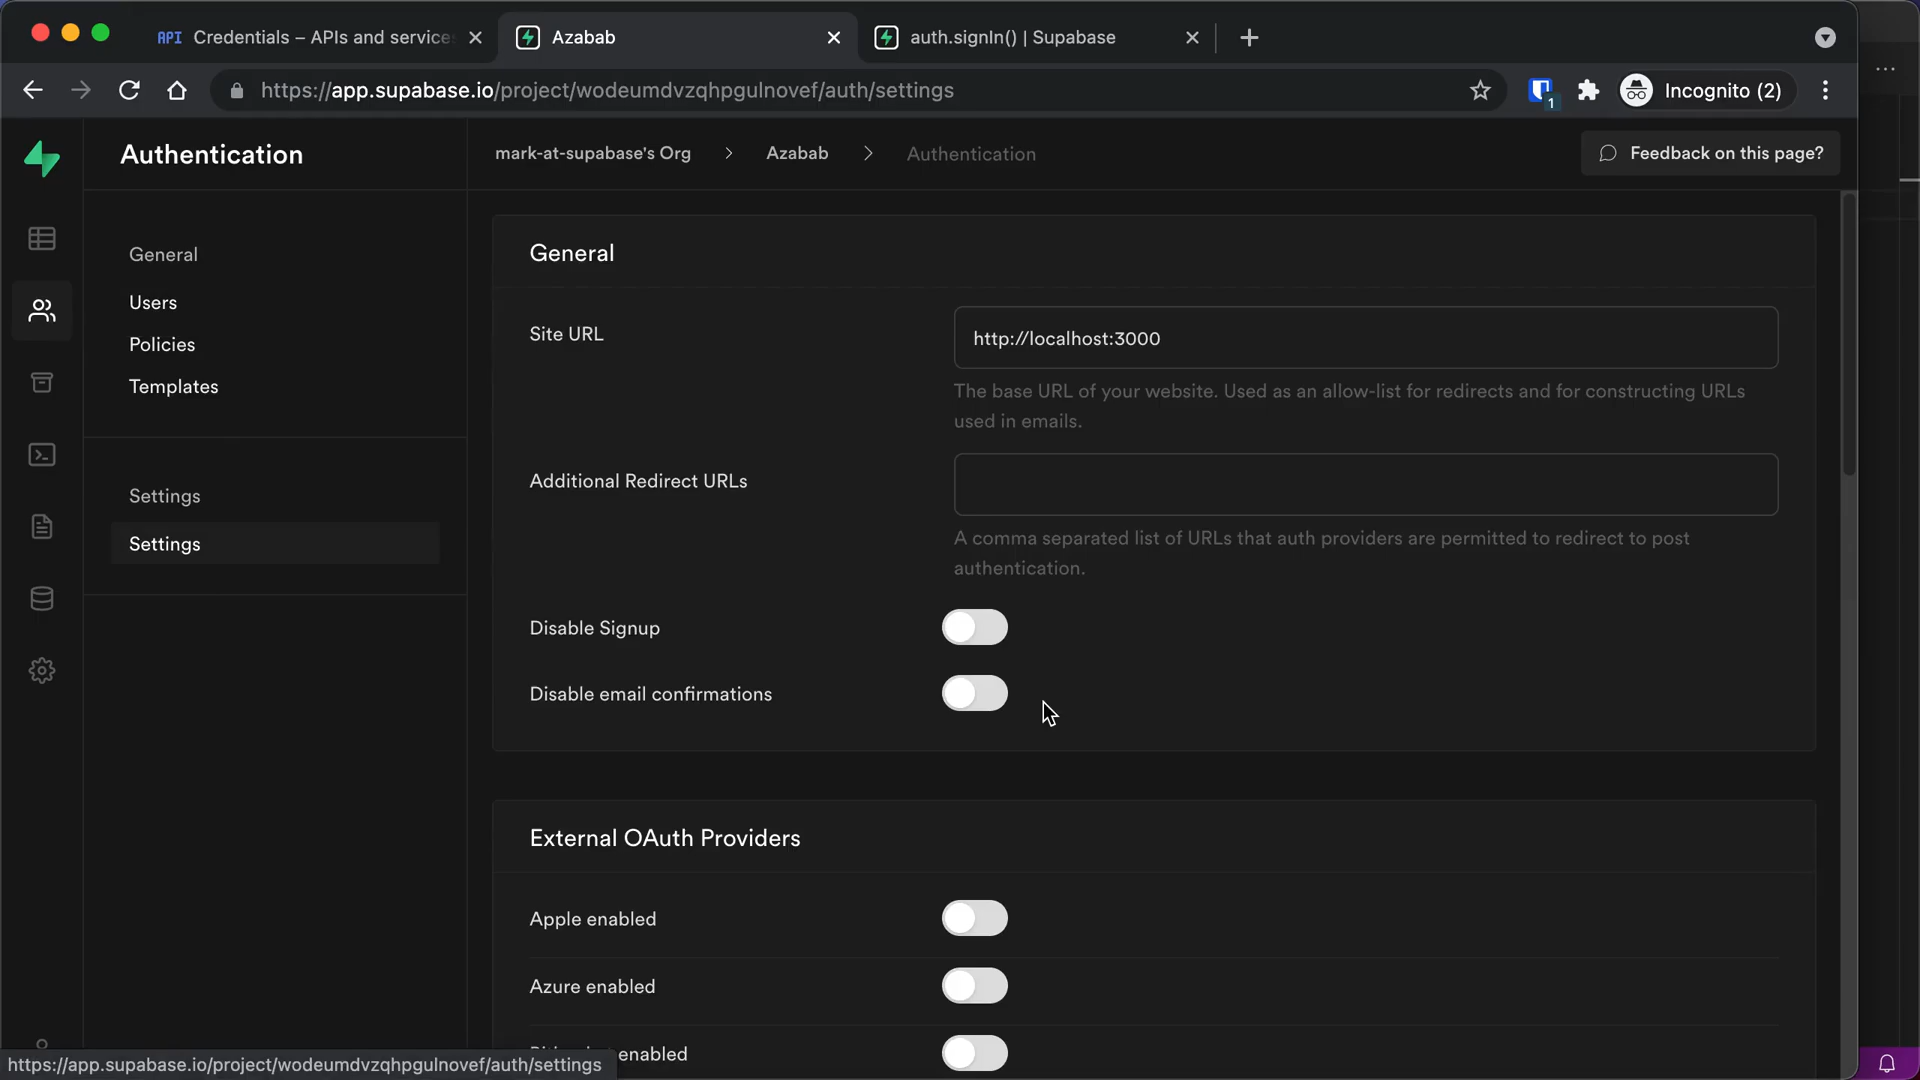 API Credentials – APIs and service
Azabab
auth.signIn() | Supabase
https://app.supabase.io/project/wodeumdvzqhpgulnovef/auth/settings
1
Incognito (2)
Authentication
mark-at-supabase's Org > Azabab > Authentication
Feedback on this page?
General
Users
Policies
Templates
Settings
Settings
General
Site URL
http://localhost:3000
The base URL of your website. Used as an allow-list for redirects and for constructing URLs
used in emails.
Additional Redirect URLs
A comma separated list of URLs that auth providers are permitted to redirect to post
authentication.
Disable Signup
Disable email confirmations
External OAuth Providers
Apple enabled
Azure enabled
enabled
https://app.supabase.io/project/wodeumdvzqhpgulnovef/auth/settings